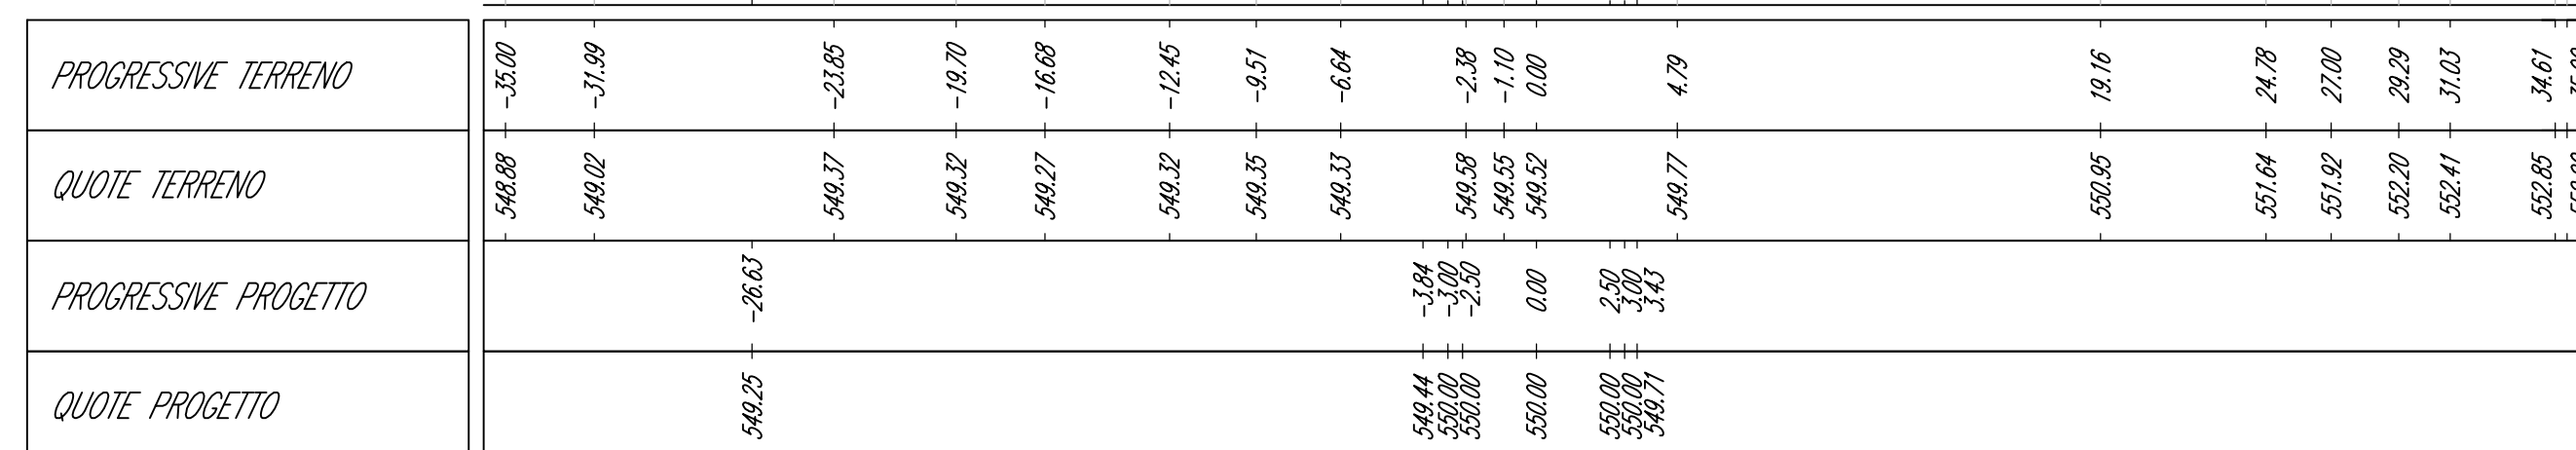 PROGRESSIVE TERRENO -35.00 -31.99 -23.85 -19.70 -16.68 -12.45 -9.51 -6.64 -2.38 -1.10 0.00 4.79 19.16 24.78 27.00 29.29 31.03 34.61
QUOTE TERRENO 548.88 549.02 549.37 549.32 549.27 549.32 549.35 549.33 549.58 549.55 549.52 549.77 550.95 551.64 551.92 552.20 552.41 552.85
PROGRESSIVE PROGETTO -26.63 -3.84 -3.00 -2.50 0.00 2.50 3.00 3.43
QUOTE PROGETTO 549.25 549.44 550.00 550.00 550.00 550.00 550.00 549.71